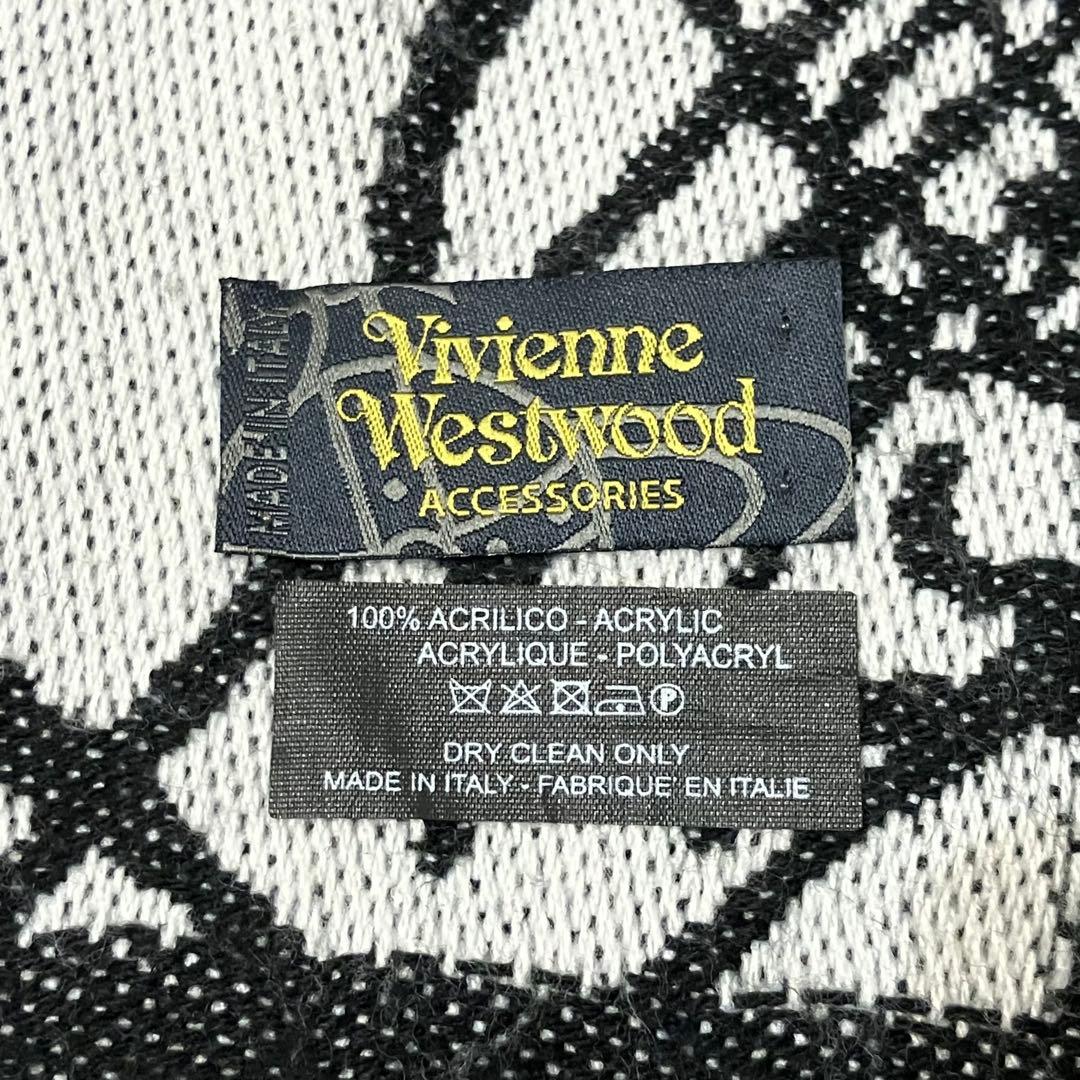 Vivienne
Westwood
ACCESSORIES
MADE IN ITALY
100% ACRILICO - ACRYLIC
ACRYLIQUE - POLYACRYL
P
DRY CLEAN ONLY
MADE IN ITALY - FABRIQUE' EN ITALIE